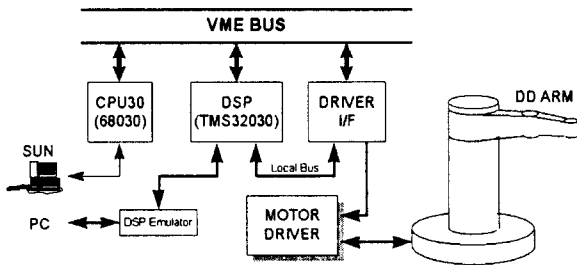 VME BUS
CPU30
(68030)
DSP
(TMS32030)
DRIVER
I/F
DD ARM
SUN
Local Bus
PC
DSP Emulator
MOTOR
DRIVER